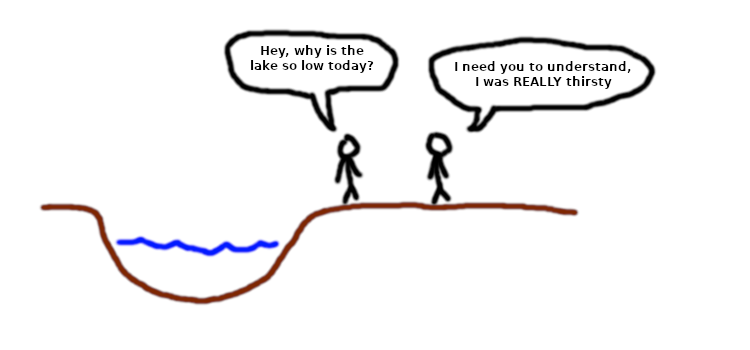 Hey, why is the
lake so low today?
I need you to understand,
I was REALLY thirsty